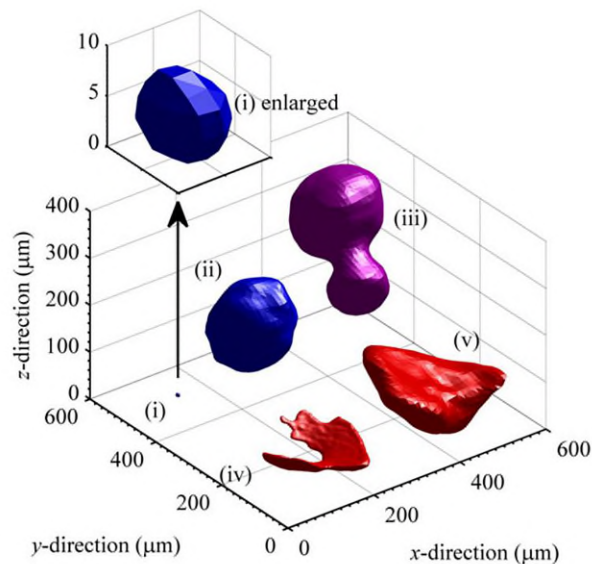 10
5
0
(i) enlarged
400
300
200
100
0
z-direction (μm)
(iii)
(ii)
(v)
(i)
(iv)
600
400
200
0
y-direction (μm)
0
200
400
600
x-direction (μm)